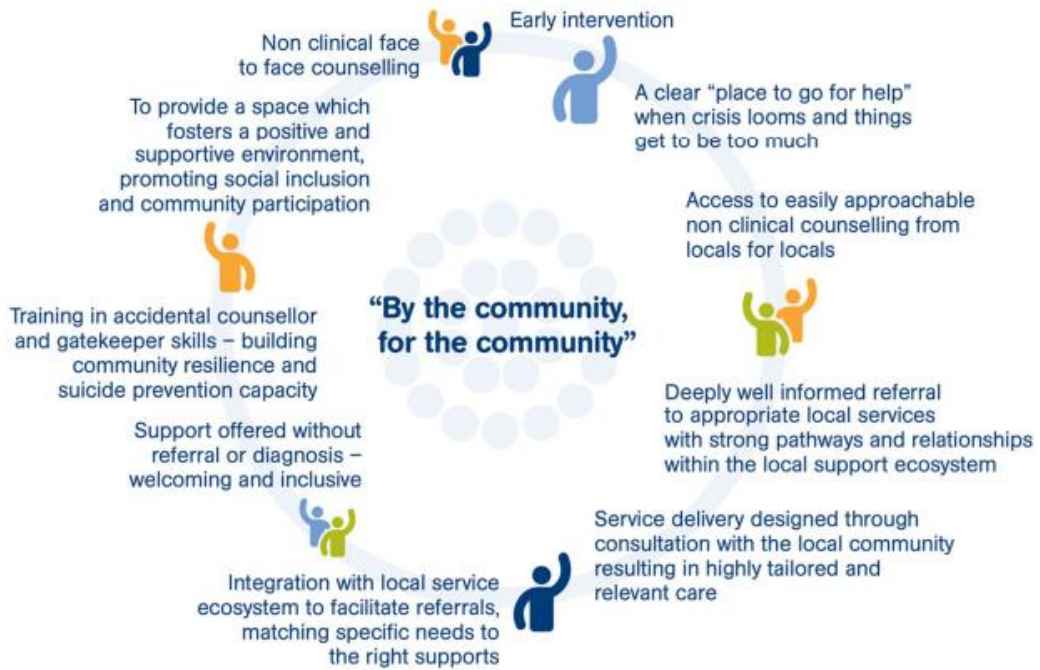 Early intervention
A clear “place to go for help”
when crisis looms and things
get to be too much
Access to easily approachable
non clinical counselling from
locals for locals
Deeply well informed referral
to appropriate local services
with strong pathways and relationships
within the local support ecosystem
Service delivery designed through
consultation with the local community
resulting in highly tailored and
relevant care
Integration with local service
ecosystem to facilitate referrals,
matching specific needs to
the right supports
Support offered without
referral or diagnosis –
welcoming and inclusive
Training in accidental counsellor
and gatekeeper skills – building
community resilience and
suicide prevention capacity
To provide a space which
fosters a positive and
supportive environment,
promoting social inclusion
and community participation
Non clinical face
to face counselling
“By the community,
for the community”